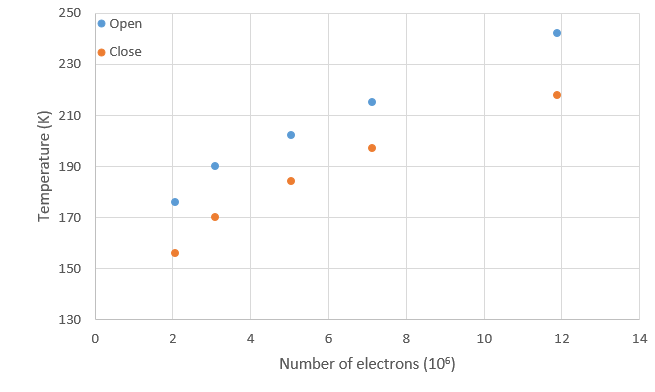 250
Open
Close
230
210
190
170
150
130
Temperature (K)
0 2 4 6 8 10 12 14
Number of electrons (10⁶)